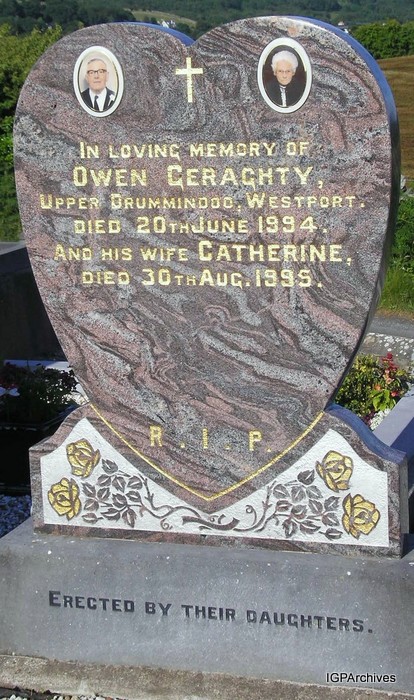 In loving memory of
Owen Geraghty,
Upper Drummindoo, Westport.
died 20th June 1994.
And his wife Catherine,
died 30th Aug. 1995.
R. I. P.
Erected by their daughters.
IGPArchives